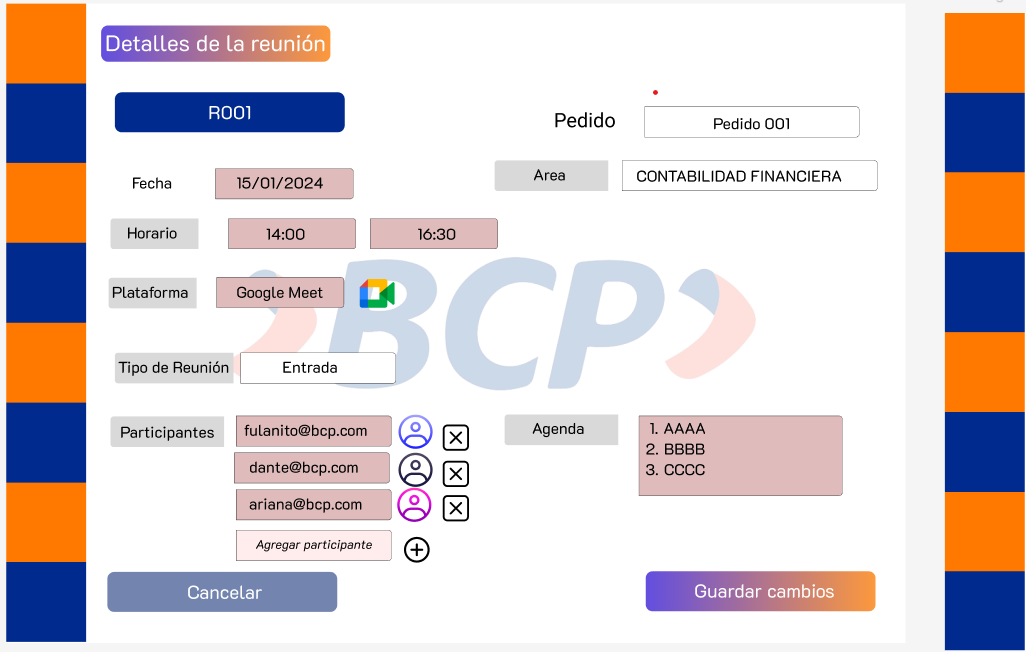 Detalles de la reunión
R001
Pedido
Pedido 001
Fecha
15/01/2024
Area
CONTABILIDAD FINANCIERA
Horario
14:00
16:30
Plataforma
Google Meet
BCP
Tipo de Reunión
Entrada
Participantes
fulanito@bcp.com
dante@bcp.com
ariana@bcp.com
Agregar participante
Agenda
1. AAAA
2. BBBB
3. CCCC
Cancelar
Guardar cambios